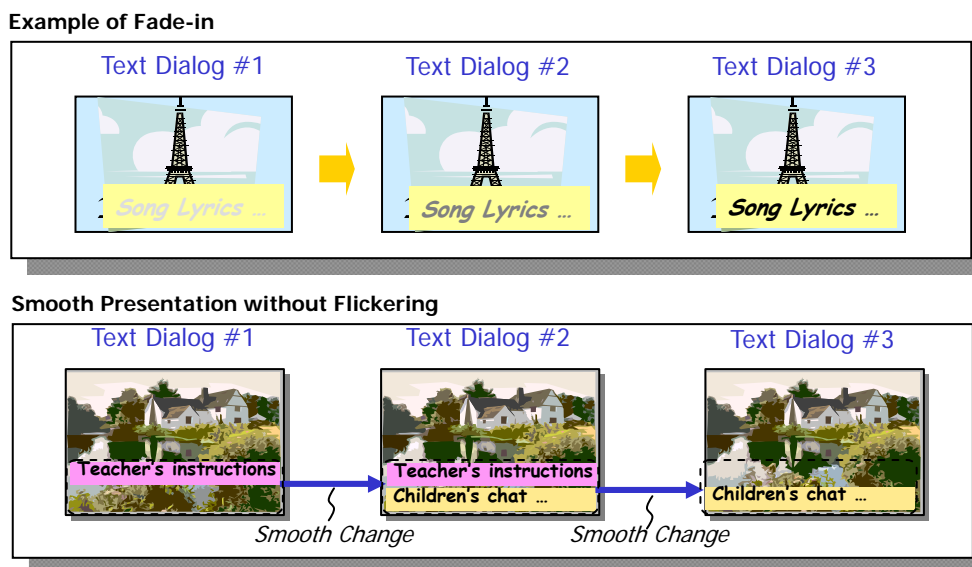 Example of Fade-in
Text Dialog #1
Text Dialog #2
Text Dialog #3
Song Lyrics ...
Song Lyrics ...
Song Lyrics ...
Smooth Presentation without Flickering
Text Dialog #1
Text Dialog #2
Text Dialog #3
Teacher's instructions
Teacher's instructions
Children's chat ...
Children's chat ...
Smooth Change
Smooth Change